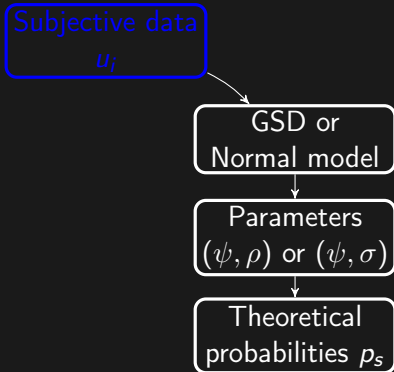 Subjective data
u_i
GSD or
Normal model
Parameters
(ψ, ρ) or (ψ, σ)
Theoretical
probabilities p_s